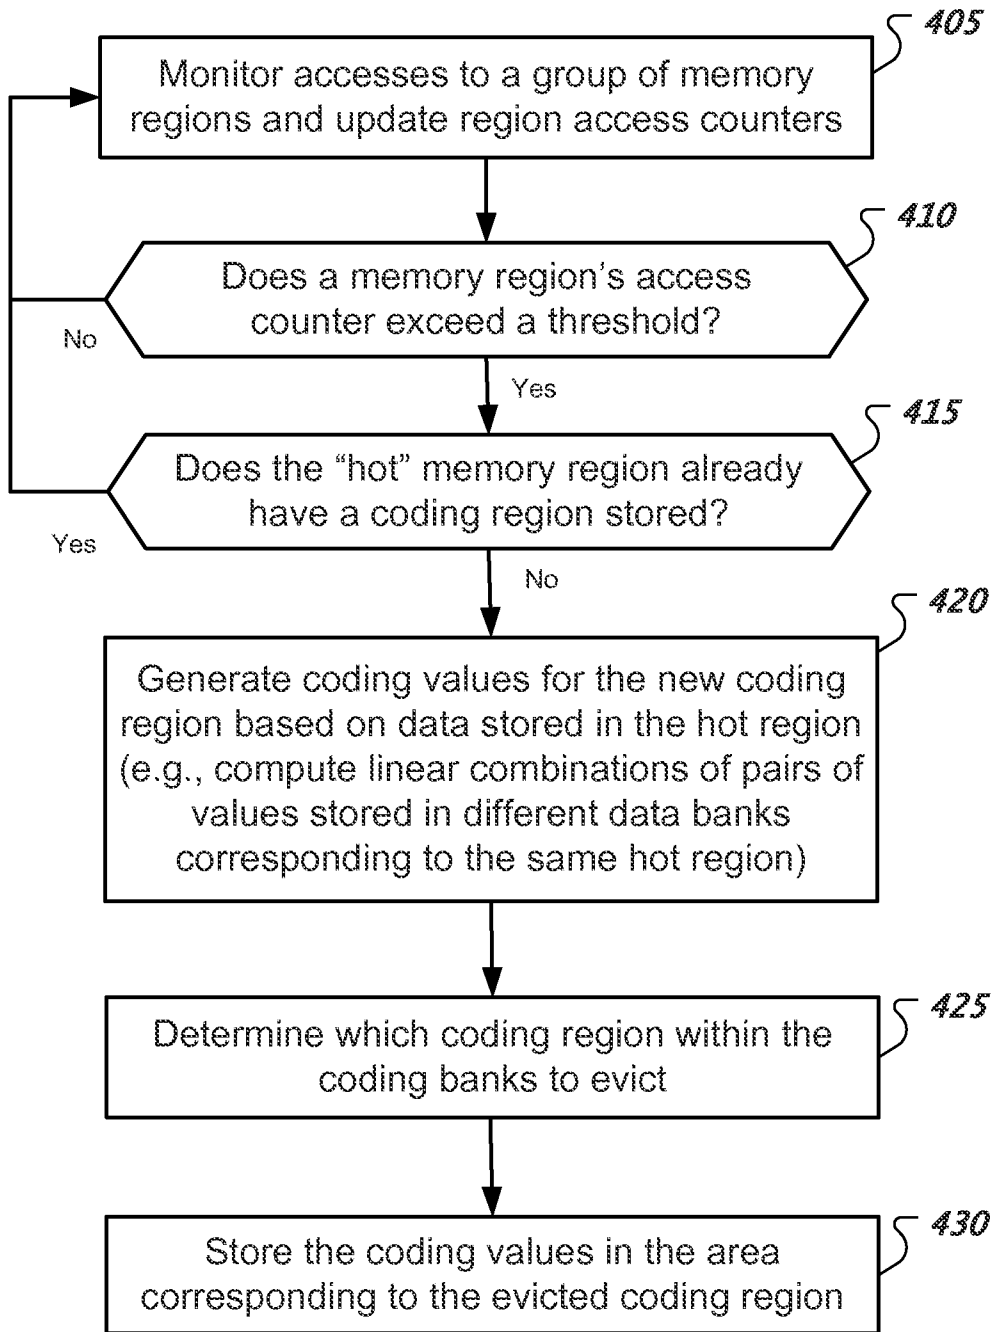 405
Monitor accesses to a group of memory
regions and update region access counters
410
Does a memory region's access
counter exceed a threshold?
No
Yes
415
Does the “hot” memory region already
have a coding region stored?
Yes
No
420
Generate coding values for the new coding
region based on data stored in the hot region
(e.g., compute linear combinations of pairs of
values stored in different data banks
corresponding to the same hot region)
425
Determine which coding region within the
coding banks to evict
430
Store the coding values in the area
corresponding to the evicted coding region